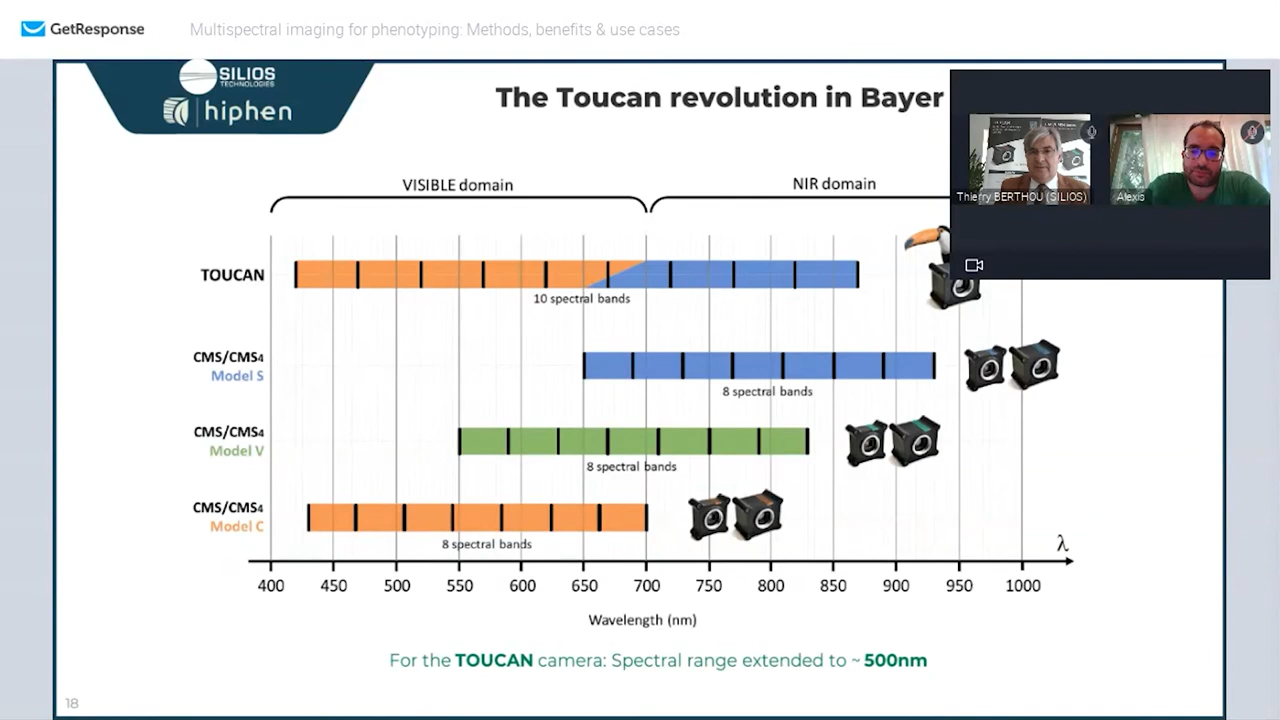 GetResponse
Multispectral imaging for phenotyping: Methods, benefits & use cases
SILIOS
TECHNOLOGIES
hiphen
The Toucan revolution in Bayer
Thierry BERTHOU (SILIOS)
Alexis
VISIBLE domain
NIR domain
TOUCAN
10 spectral bands
CMS/CMS4
Model S
8 spectral bands
CMS/CMS4
Model V
8 spectral bands
CMS/CMS4
Model C
8 spectral bands
λ
400 450 500 550 600 650 700 750 800 850 900 950 1000
Wavelength (nm)
For the TOUCAN camera: Spectral range extended to ~ 500nm
18